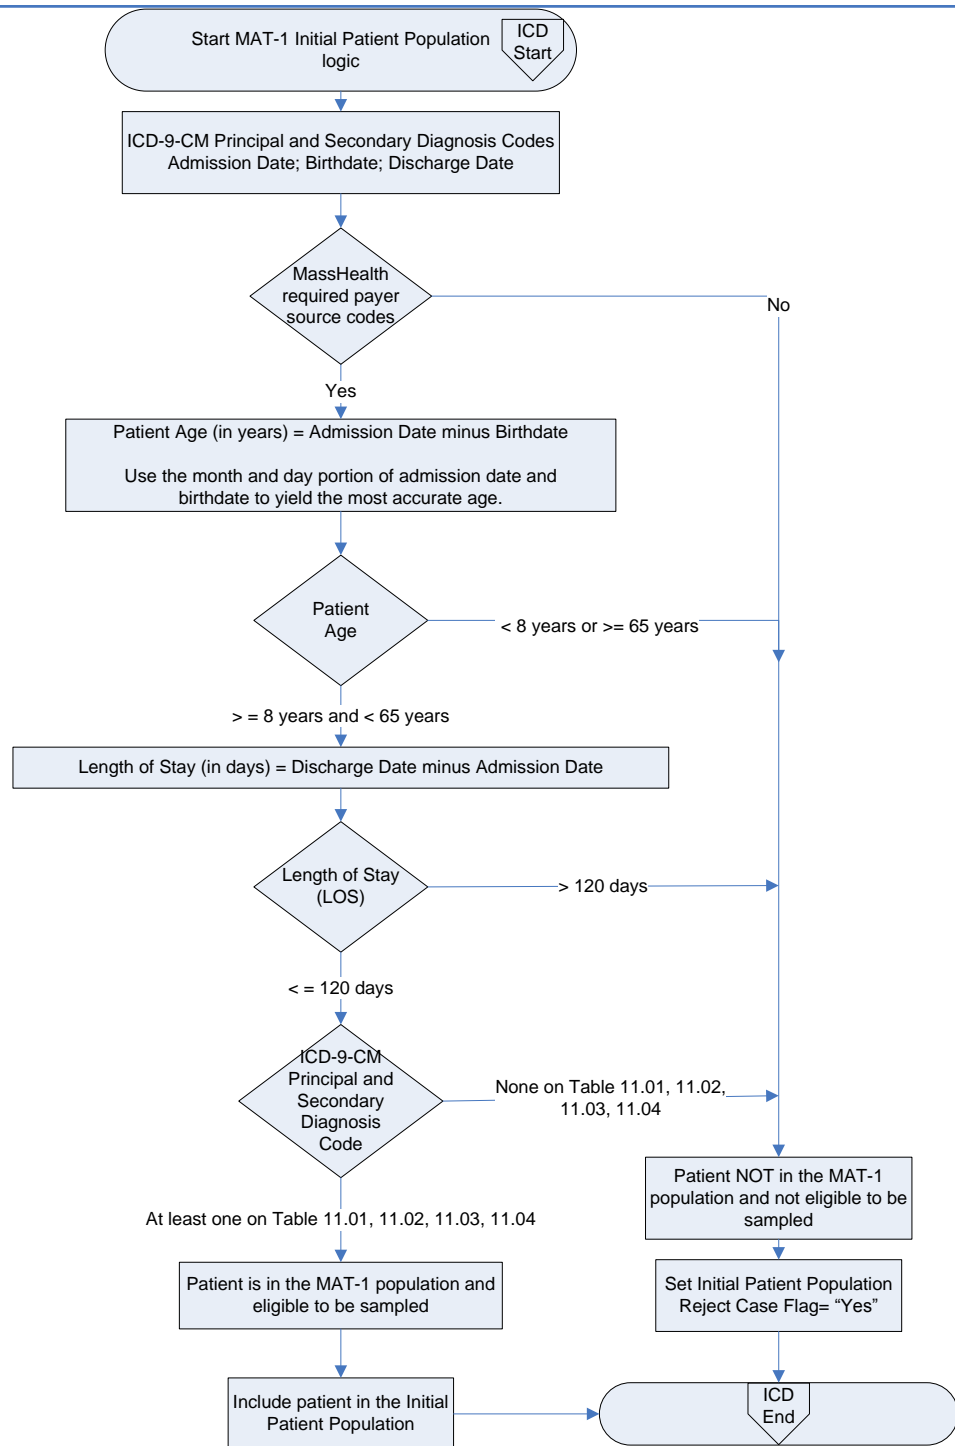 Start MAT-1 Initial Patient Population
logic
ICD
Start
ICD-9-CM Principal and Secondary Diagnosis Codes
Admission Date; Birthdate; Discharge Date
MassHealth
required payer
source codes
No
Yes
Patient Age (in years) = Admission Date minus Birthdate
Use the month and day portion of admission date and
birthdate to yield the most accurate age.
Patient
Age
< 8 years or >= 65 years
> = 8 years and < 65 years
Length of Stay (in days) = Discharge Date minus Admission Date
Length of Stay
(LOS)
> 120 days
< = 120 days
ICD-9-CM
Principal and
Secondary
Diagnosis
Code
None on Table 11.01, 11.02,
11.03, 11.04
At least one on Table 11.01, 11.02, 11.03, 11.04
Patient NOT in the MAT-1
population and not eligible to be
sampled
Patient is in the MAT-1 population and
eligible to be sampled
Set Initial Patient Population
Reject Case Flag= “Yes”
Include patient in the Initial
Patient Population
ICD
End